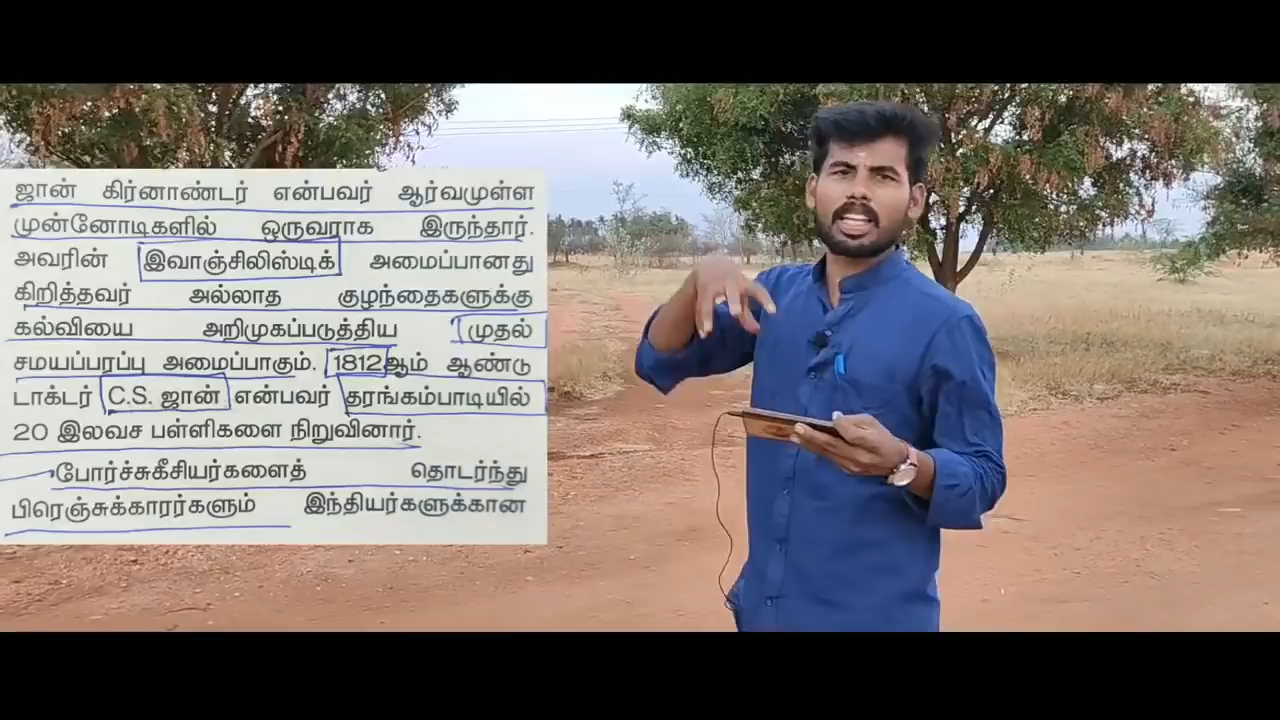 ஜான் கிர்னாண்டர் என்பவர் ஆர்வமுள்ள
முன்னோடிகளில் ஒருவராக இருந்தார்.
அவரின் இவாஞ்சிலிஸ்டிக் அமைப்பானது
கிறித்தவர் அல்லாத குழந்தைகளுக்கு
கல்வியை அறிமுகப்படுத்திய முதல்
சமயப்பரப்பு அமைப்பாகும். 1812ஆம் ஆண்டு
டாக்டர் C.S. ஜான் என்பவர் தரங்கம்பாடியில்
20 இலவச பள்ளிகளை நிறுவினார்.
போர்ச்சுகீசியர்களைத் தொடர்ந்து
பிரெஞ்சுக்காரர்களும் இந்தியர்களுக்கான